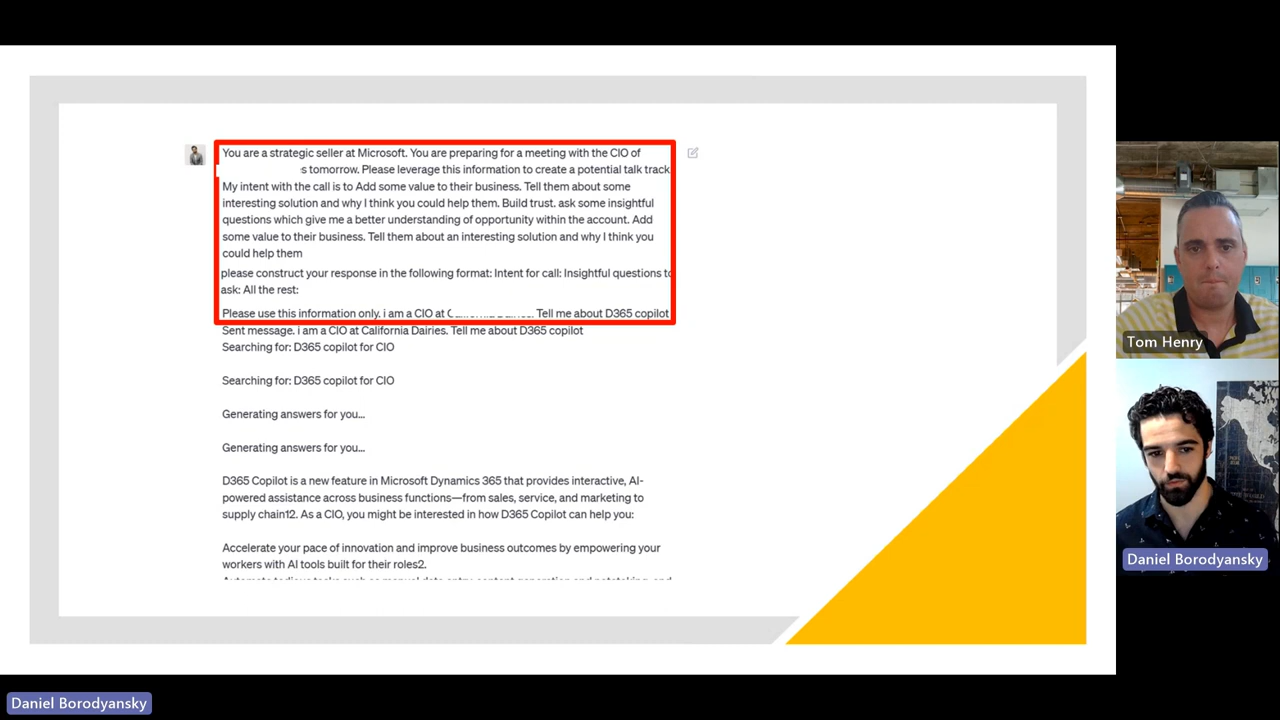 You are a strategic seller at Microsoft. You are preparing for a meeting with the CIO of
s tomorrow. Please leverage this information to create a potential talk track
My intent with the call is to Add some value to their business. Tell them about some
interesting solution and why I think you could help them. Build trust. ask some insightful
questions which give me a better understanding of opportunity within the account. Add
some value to their business. Tell them about an interesting solution and why I think you
could help them
please construct your response in the following format: Intent for call: Insightful questions to
ask: All the rest:
Please use this information only. i am a CIO at Tell me about D365 copilot
Sent message. i am a CIO at California Dairies. Tell me about D365 copilot
Searching for: D365 copilot for CIO
Searching for: D365 copilot for CIO
Generating answers for you...
Generating answers for you...
D365 Copilot is a new feature in Microsoft Dynamics 365 that provides interactive, AI-
powered assistance across business functions—from sales, service, and marketing to
supply chain12. As a CIO, you might be interested in how D365 Copilot can help you:
Accelerate your pace of innovation and improve business outcomes by empowering your
workers with AI tools built for their roles2.
Tom Henry
Daniel Borodyansky
Daniel Borodyansky